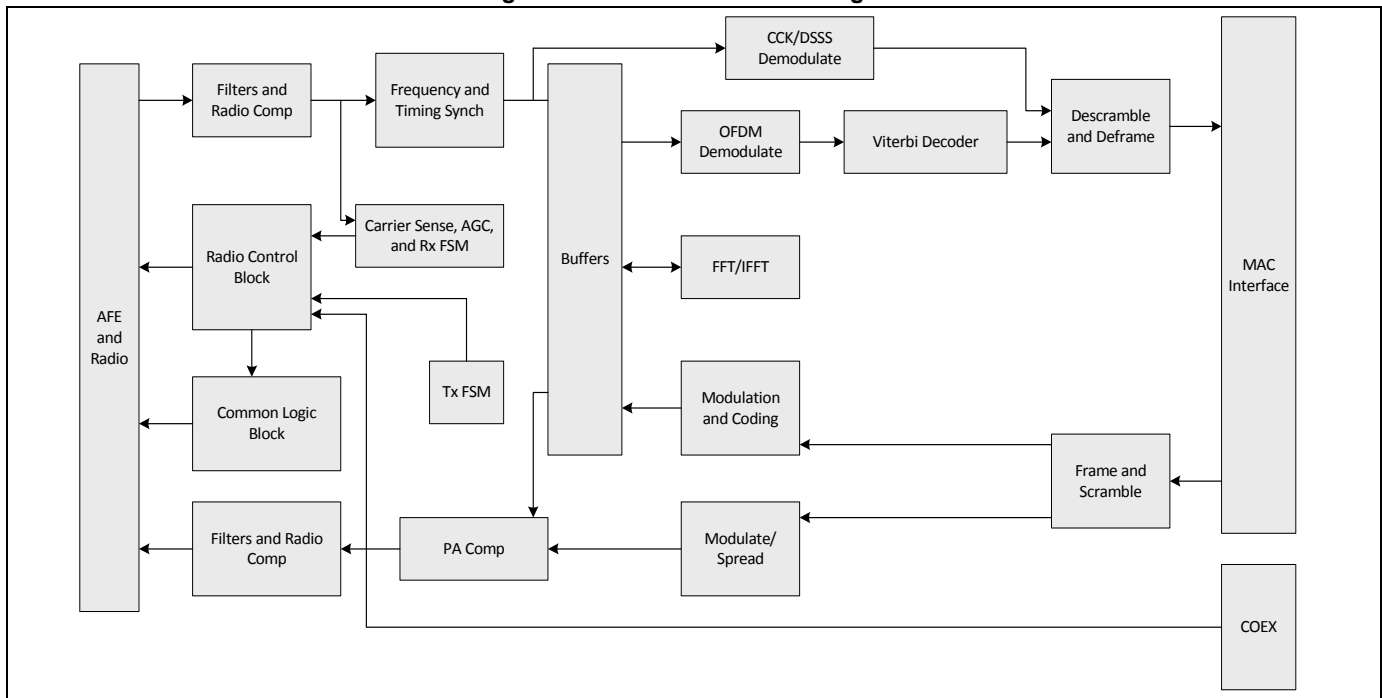 CCK/DSSS
Demodulate
Filters and
Radio Comp
Frequency and
Timing Synch
Descramble
and Deframe
OFDM
Demodulate
Viterbi Decoder
Carrier Sense, AGC,
and Rx FSM
Radio Control
Block
Buffers
FFT/IFFT
MAC
Interface
AFE
and
Radio
Tx FSM
Modulation
and Coding
Common Logic
Block
Frame and
Scramble
Filters and Radio
Comp
PA Comp
Modulate/
Spread
COEX